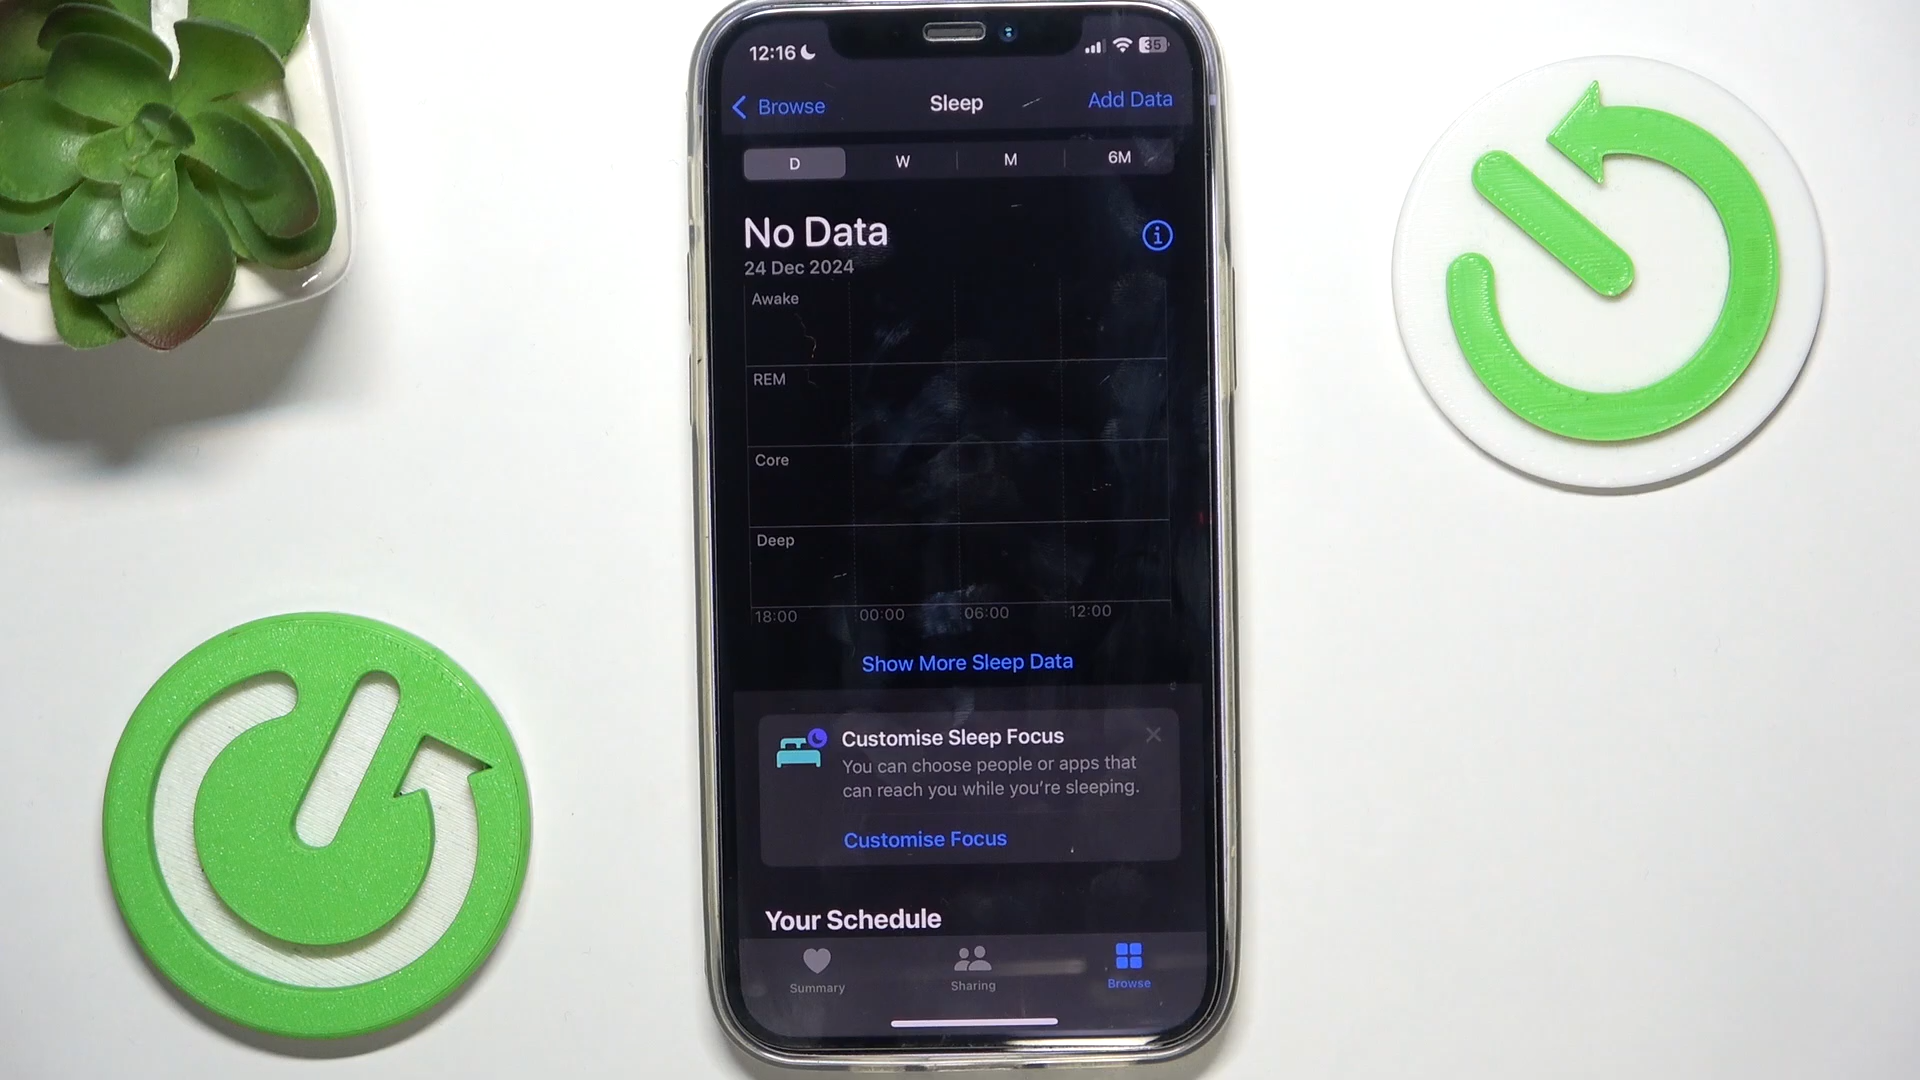 12:16
35
Browse
Sleep
Add Data
D W M 6M
No Data
24 Dec 2024
Awake
REM
Core
Deep
18:00 00:00 06:00 12:00
Show More Sleep Data
Customise Sleep Focus
You can choose people or apps that
can reach you while you're sleeping.
Customise Focus
Your Schedule
Summary
Sharing
Browse